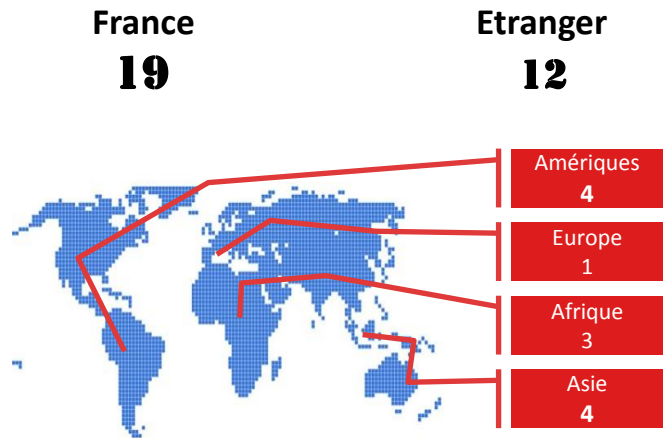 France
19
Etranger
12
Amériques
4
Europe
1
Afrique
3
Asie
4